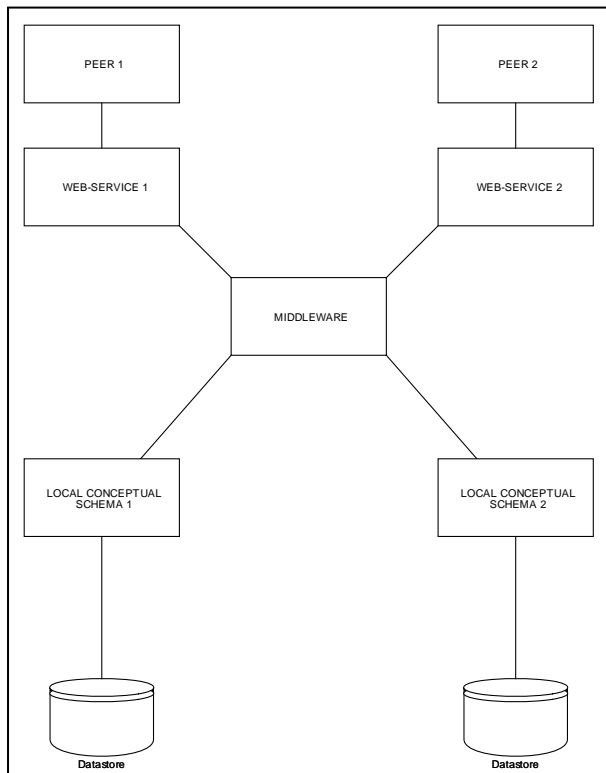 PEER 1
PEER 2
WEB-SERVICE 1
WEB-SERVICE 2
MIDDLEWARE
LOCAL CONCEPTUAL
SCHEMA 1
LOCAL CONCEPTUAL
SCHEMA 2
Datastore
Datastore